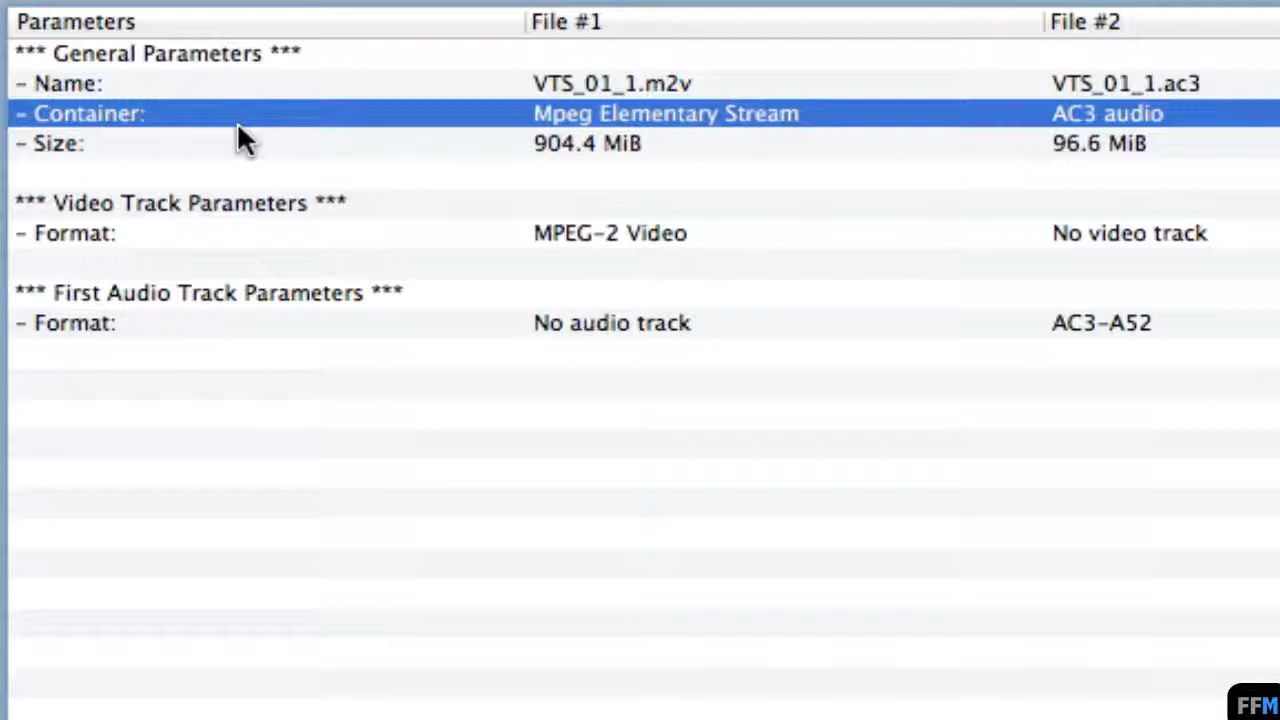 Parameters File #1 File #2
*** General Parameters ***
- Name: VTS_01_1.m2v VTS_01_1.ac3
- Container: Mpeg Elementary Stream AC3 audio
- Size: 904.4 MiB 96.6 MiB
*** Video Track Parameters ***
- Format: MPEG-2 Video No video track
*** First Audio Track Parameters ***
- Format: No audio track AC3-A52
FFM